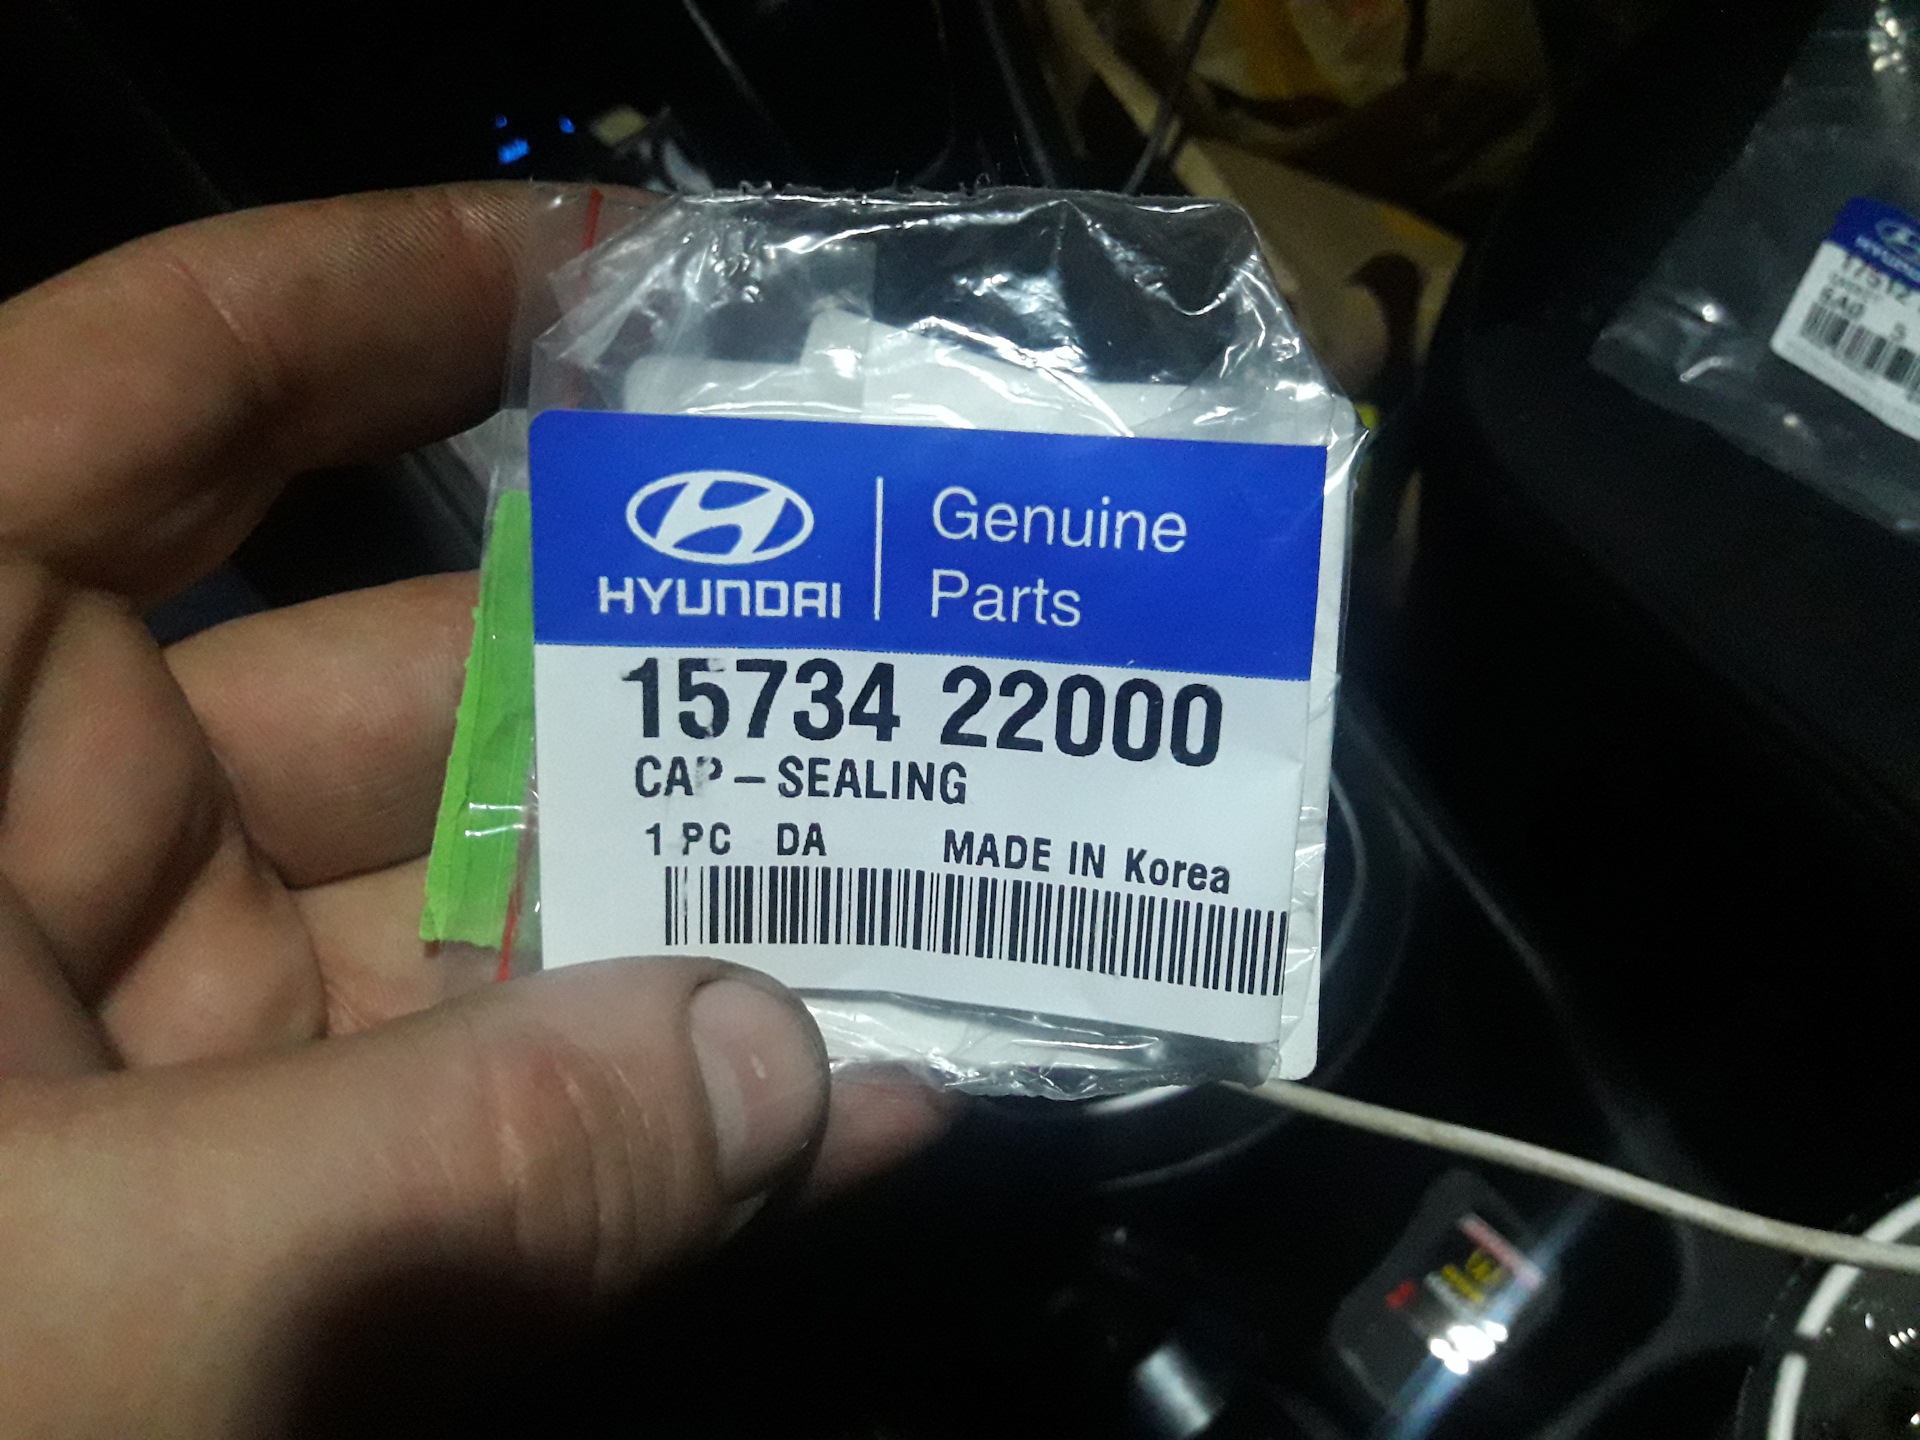 HYUNDAI
Genuine
Parts
15734 22000
CAP-SEALING
1 PC DA MADE IN Korea